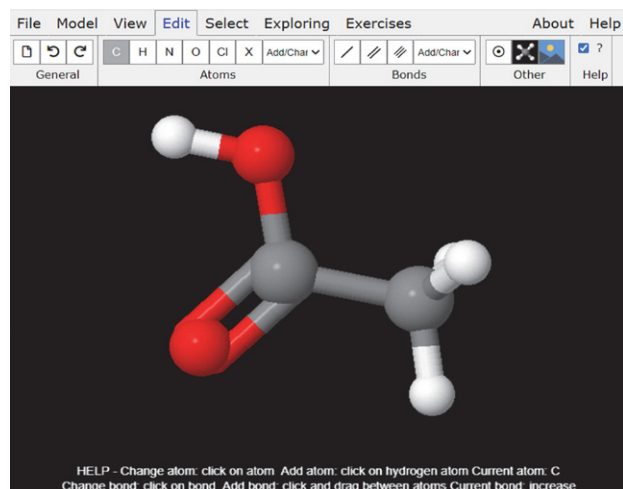 File Model View Edit Select Exploring Exercises About Help
C H N O Cl X Add/Char Add/Char ?
General Atoms Bonds Other Help
HELP - Change atom: click on atom Add atom: click on hydrogen atom Current atom: C
Change bond: click on bond Add bond: click and drag between atoms Current bond: increase